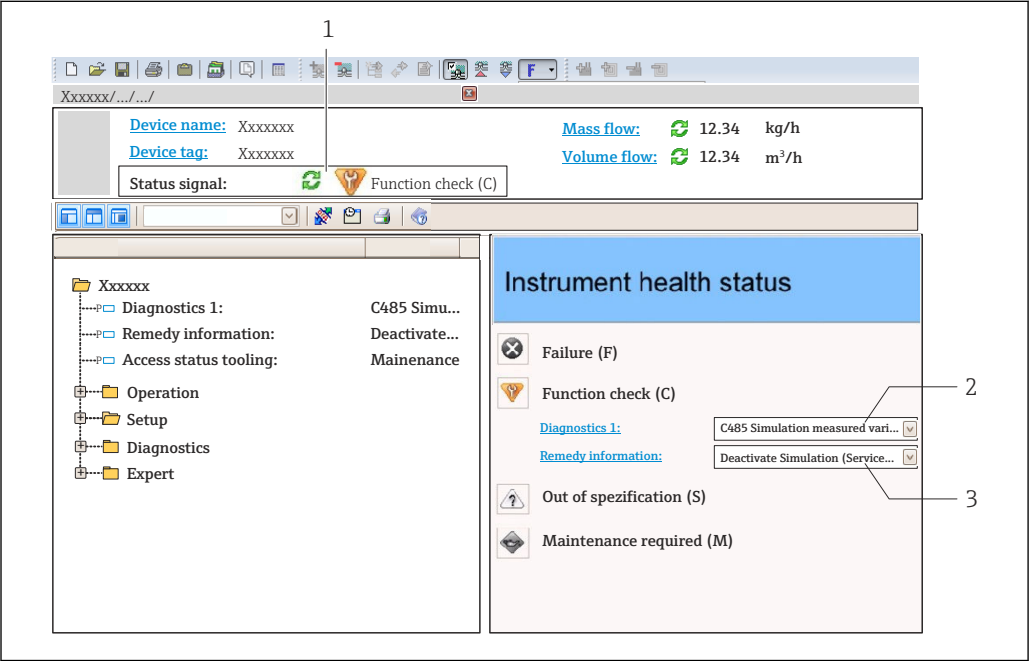 1
F
Xxxxxx/.../.../
Device name: Xxxxxxx
Mass flow: 12.34 kg/h
Device tag: Xxxxxxx
Volume flow: 12.34 m³/h
Status signal: Function check (C)
Instrument health status
Xxxxxx
P Diagnostics 1: C485 Simu...
P Remedy information: Deactivate...
P Access status tooling: Mainenance
Operation
Setup
Diagnostics
Expert
Failure (F)
Function check (C)
2
Diagnostics 1: C485 Simulation measured vari...
Remedy information: Deactivate Simulation (Service...
Out of spezification (S)
3
Maintenance required (M)